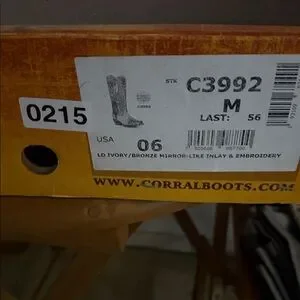 STK C3992
M
LAST: 56
0215
USA 06
LD IVORY/BRONZE MIRROR-LIKE INLAY & EMBROIDERY
WWW.CORRALBOOTS.COM